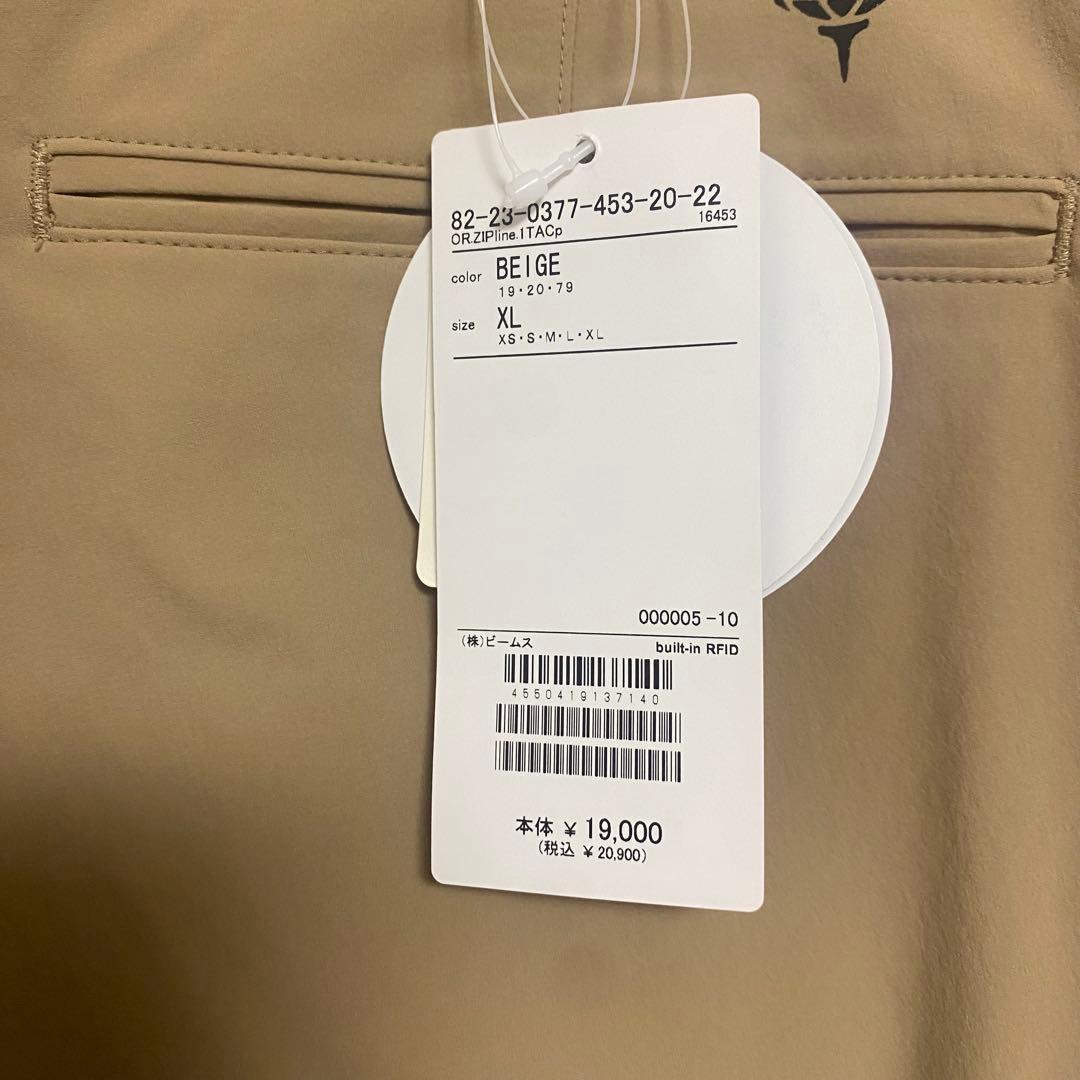 82-23-0377-453-20-22
OR.ZIPline.1TACp 16453
color BEIGE
19・20・79
size XL
XS・S・M・L・XL
000005-10
(株)ビームス built-in RFID
4550419137140
本体 ¥ 19,000
(税込 ¥ 20,900)